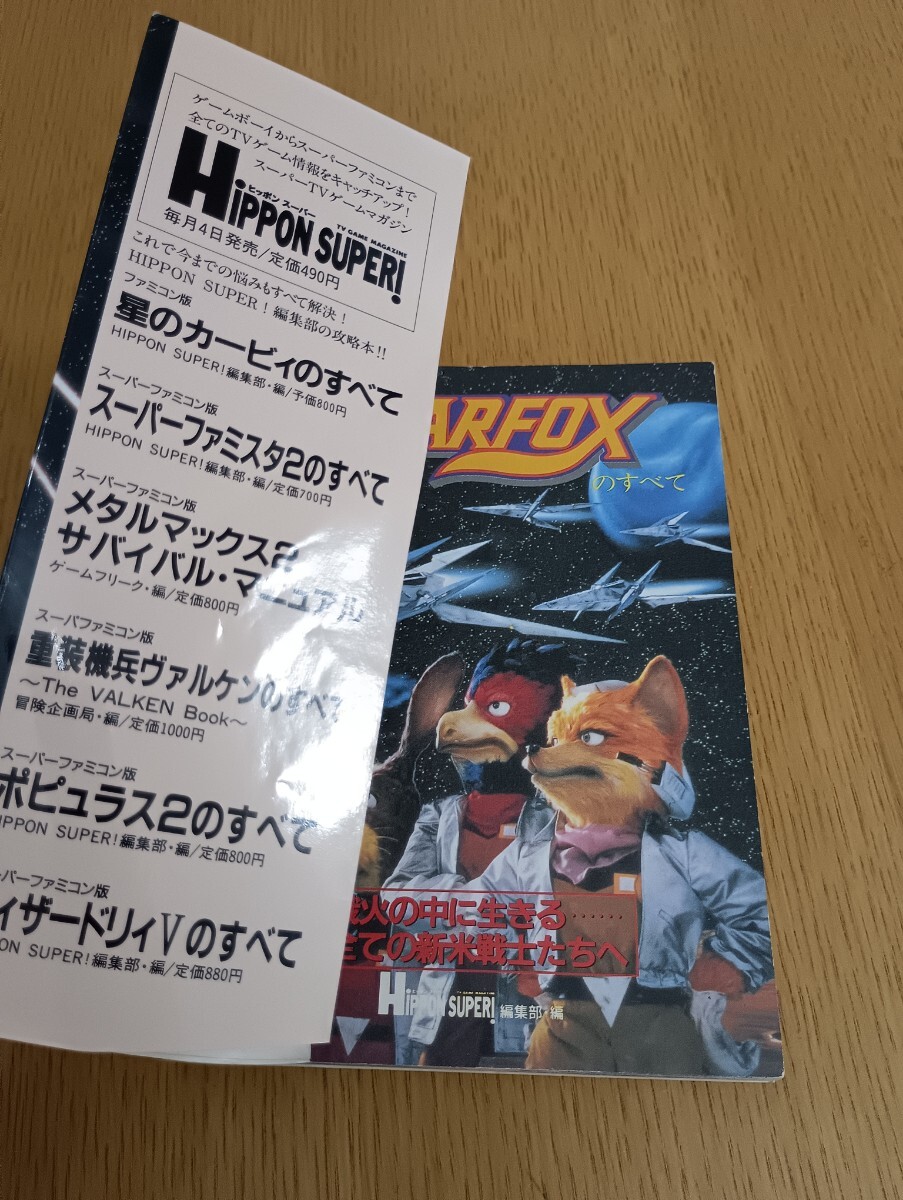 ゲームボーイからスーパーファミコンまで
全てのTVゲーム情報をキャッチアップ!
スーパーTVゲームマガジン
ヒッポン スーパー
HIPPON SUPER!
TV GAME MAGAZINE
毎月4日発売/定価490円
これで今までの悩みもすべて解決!
HIPPON SUPER!編集部の攻略本!!
ファミコン版
星のカービィのすべて
HIPPON SUPER!編集部・編/予価800円
スーパーファミコン版
スーパーファミスタ2のすべて
HIPPON SUPER!編集部・編/定価700円
スーパーファミコン版
メタルマックス2
サバイバル・マニュアル
ゲームフリーク・編/定価800円
スーパファミコン版
重装機兵ヴァルケンのすべて
〜The VALKEN Book〜
冒険企画局・編/定価1000円
スーパーファミコン版
ポピュラス2のすべて
IPPON SUPER!編集部・編/定価800円
ーパーファミコン版
ィザードリィVのすべて
ON SUPER!編集部・編/定価880円
ARFOX
のすべて
戦火の中に生きる……
全ての新米戦士たちへ
TV GAME MAGAZINE
HIPPON SUPER! 編集部・編